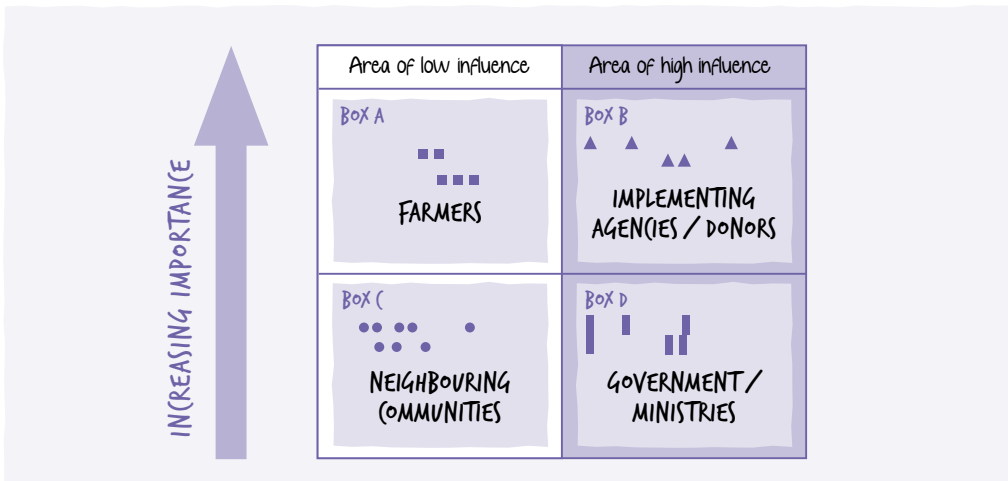 Area of low influence
Area of high influence
BOX A
FARMERS
BOX B
IMPLEMENTING
AGENCIES / DONORS
INCREASING IMPORTANCE
BOX C
NEIGHBOURING
COMMUNITIES
BOX D
GOVERNMENT /
MINISTRIES